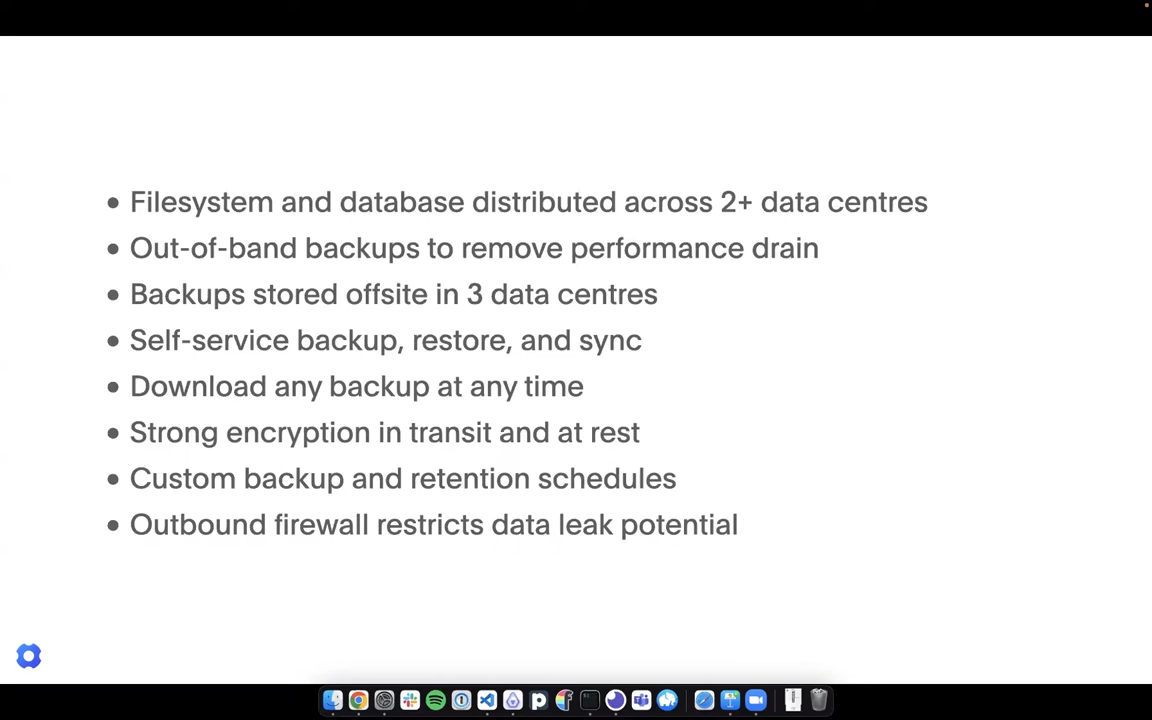 • Filesystem and database distributed across 2+ data centres
• Out-of-band backups to remove performance drain
• Backups stored offsite in 3 data centres
• Self-service backup, restore, and sync
• Download any backup at any time
• Strong encryption in transit and at rest
• Custom backup and retention schedules
• Outbound firewall restricts data leak potential